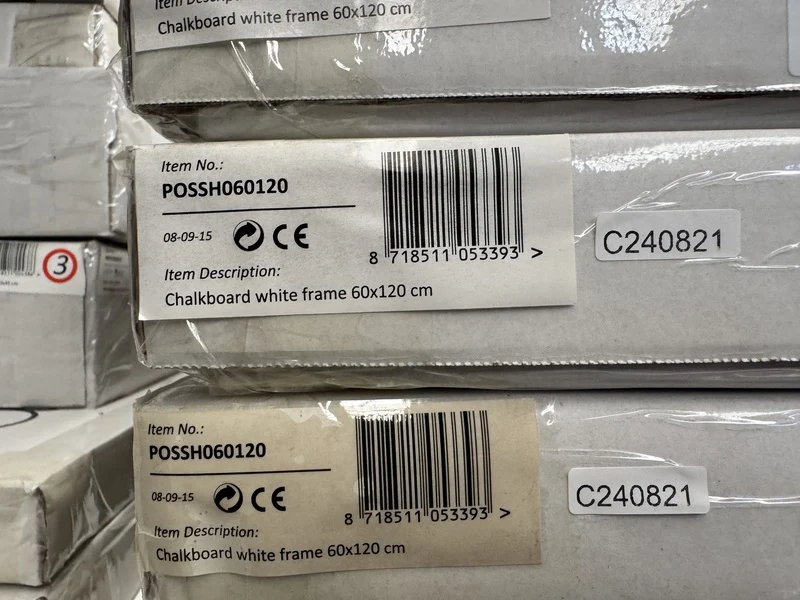 Item Descrip
Chalkboard white frame 60x120 cm
Item No.:
POSSH060120
08-09-15 CE
Item Description:
Chalkboard white frame 60x120 cm
8 718511 053393 >
C240821
3
Item No.:
POSSH060120
08-09-15 CE
Item Description:
Chalkboard white frame 60x120 cm
8 718511 053393 >
C240821